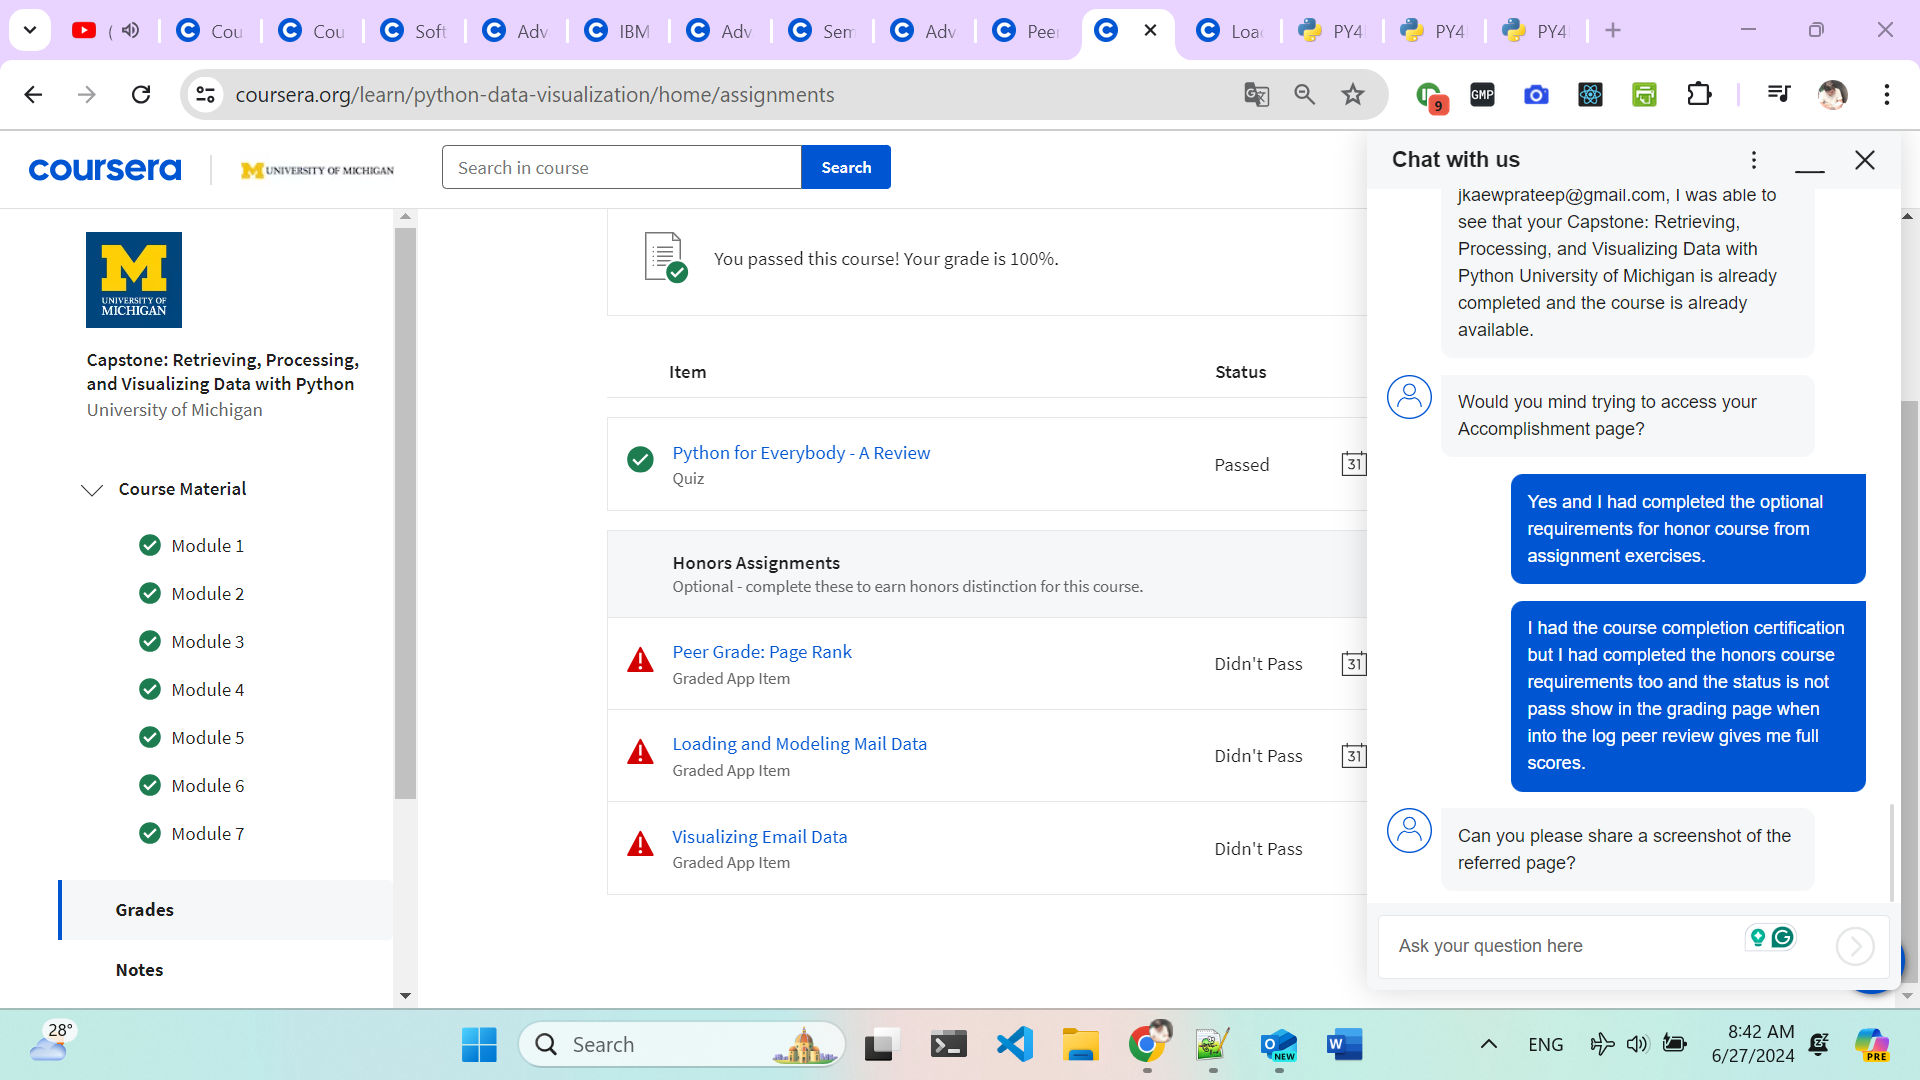 (
Cou
Cou
Soft
Adv
IBM
Adv
Sem
Adv
Peer
Load
PY4
PY4
PY4
coursera.org/learn/python-data-visualization/home/assignments
9
GMP
coursera
M UNIVERSITY OF MICHIGAN
Search in course
Search
UNIVERSITY OF
MICHIGAN
Capstone: Retrieving, Processing,
and Visualizing Data with Python
University of Michigan
Course Material
Module 1
Module 2
Module 3
Module 4
Module 5
Module 6
Module 7
Grades
Notes
You passed this course! Your grade is 100%.
Item
Status
Python for Everybody - A Review
Quiz
Passed
31
Honors Assignments
Optional - complete these to earn honors distinction for this course.
Peer Grade: Page Rank
Graded App Item
Didn't Pass
31
Loading and Modeling Mail Data
Graded App Item
Didn't Pass
31
Visualizing Email Data
Graded App Item
Didn't Pass
Chat with us
jkaewprateep@gmail.com, I was able to
see that your Capstone: Retrieving,
Processing, and Visualizing Data with
Python University of Michigan is already
completed and the course is already
available.
Would you mind trying to access your
Accomplishment page?
Yes and I had completed the optional
requirements for honor course from
assignment exercises.
I had the course completion certification
but I had completed the honors course
requirements too and the status is not
pass show in the grading page when
into the log peer review gives me full
scores.
Can you please share a screenshot of the
referred page?
Ask your question here
28°
Search
NEW
ENG
8:42 AM
6/27/2024
PRE